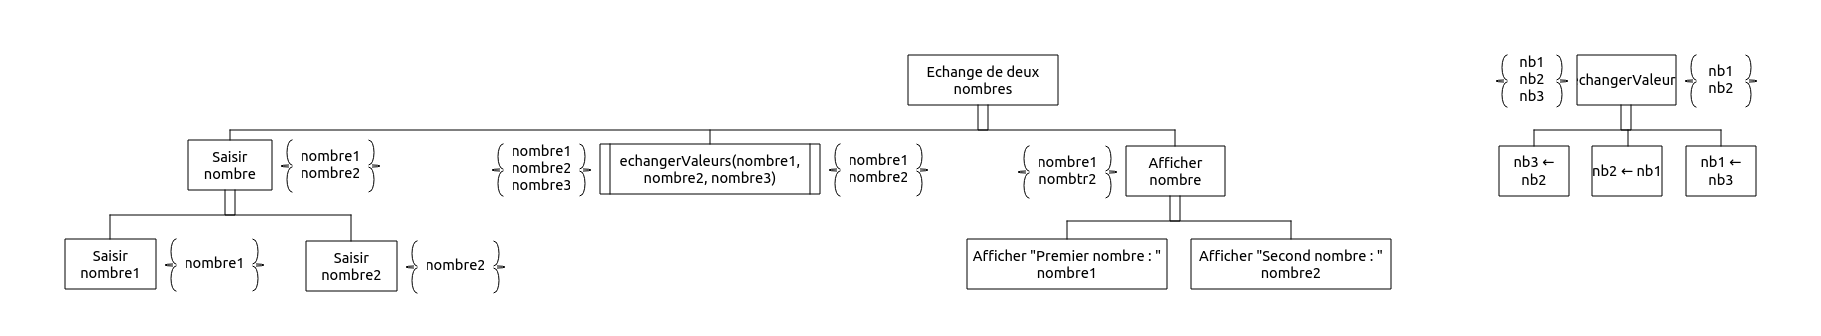 Echange de deux
nombres
Saisir
nombre
nombre1
nombre2
nombre1
nombre2
nombre3
echangerValeurs(nombre1,
nombre2, nombre3)
nombre1
nombre2
nombre1
nombtr2
Afficher
nombre
Saisir
nombre1
nombre1
Saisir
nombre2
nombre2
Afficher "Premier nombre : "
nombre1
Afficher "Second nombre : "
nombre2
nb1
nb2
nb3
changerValeur
nb1
nb2
nb3 ←
nb2
nb2 ← nb1
nb1 ←
nb3